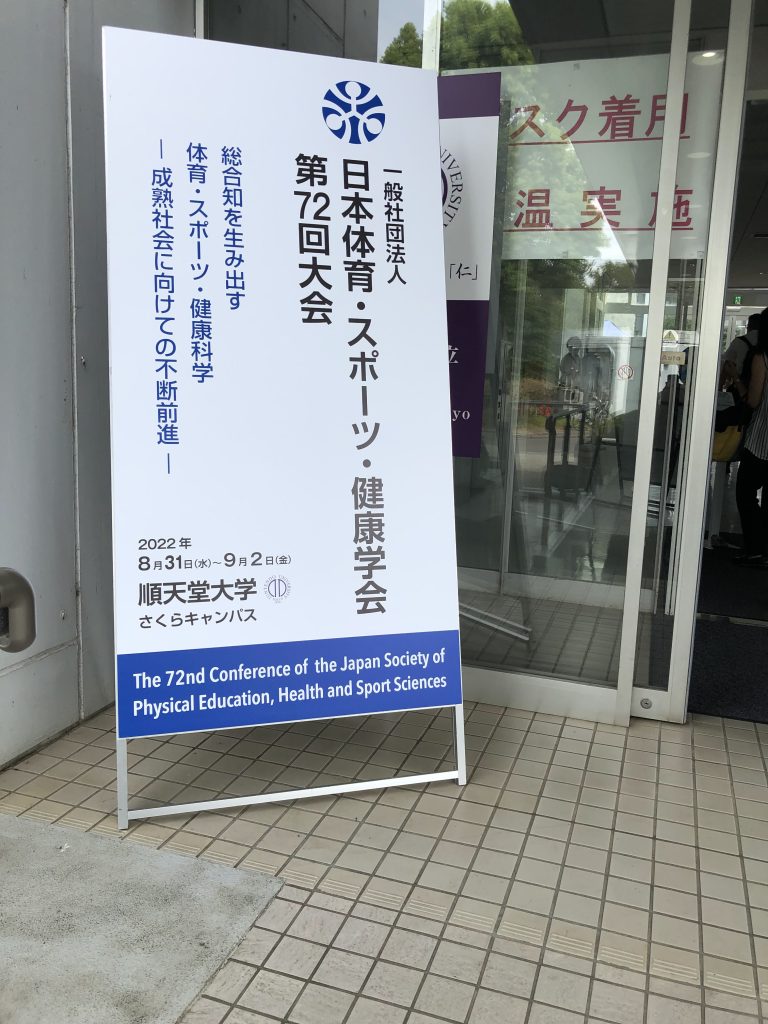 一般社団法人
日本体育・スポーツ・健康学会
第72回大会
総合知を生み出す
体育・スポーツ・健康科学
― 成熟社会に向けての不断前進 ―
2022年
8月31日(水)～9月2日(金)
順天堂大学
さくらキャンパス
The 72nd Conference of the Japan Society of
Physical Education, Health and Sport Sciences
スク着用
温実施
「仁」
立
yo
UNIVERSITY
Auto